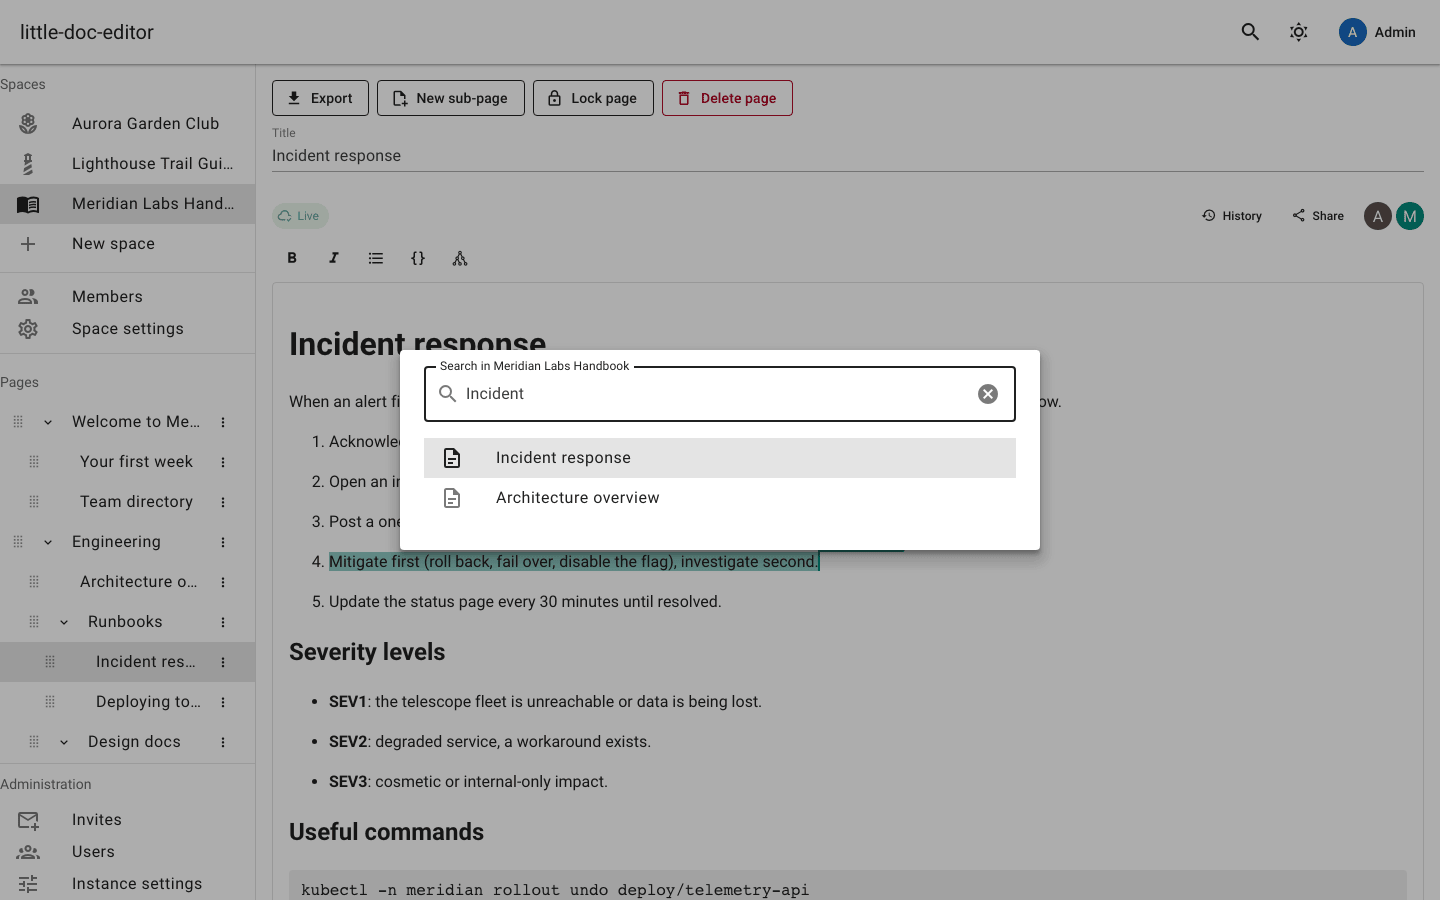 little-doc-editor
A Admin
Spaces
Aurora Garden Club
Lighthouse Trail Gui...
Meridian Labs Hand...
New space
Members
Space settings
Pages
Welcome to Me...
Your first week
Team directory
Engineering
Architecture o...
Runbooks
Incident res...
Deploying to...
Design docs
Administration
Invites
Users
Instance settings
Export
New sub-page
Lock page
Delete page
Title
Incident response
Live
History
Share
A M
B I {}
Incident response
When an alert fi
ow.
1. Acknowle
2. Open an i
3. Post a one
4. Mitigate first (roll back, fail over, disable the flag), investigate second.
5. Update the status page every 30 minutes until resolved.
Severity levels
• SEV1: the telescope fleet is unreachable or data is being lost.
• SEV2: degraded service, a workaround exists.
• SEV3: cosmetic or internal-only impact.
Useful commands
kubectl -n meridian rollout undo deploy/telemetry-api
Search in Meridian Labs Handbook
Incident
Incident response
Architecture overview